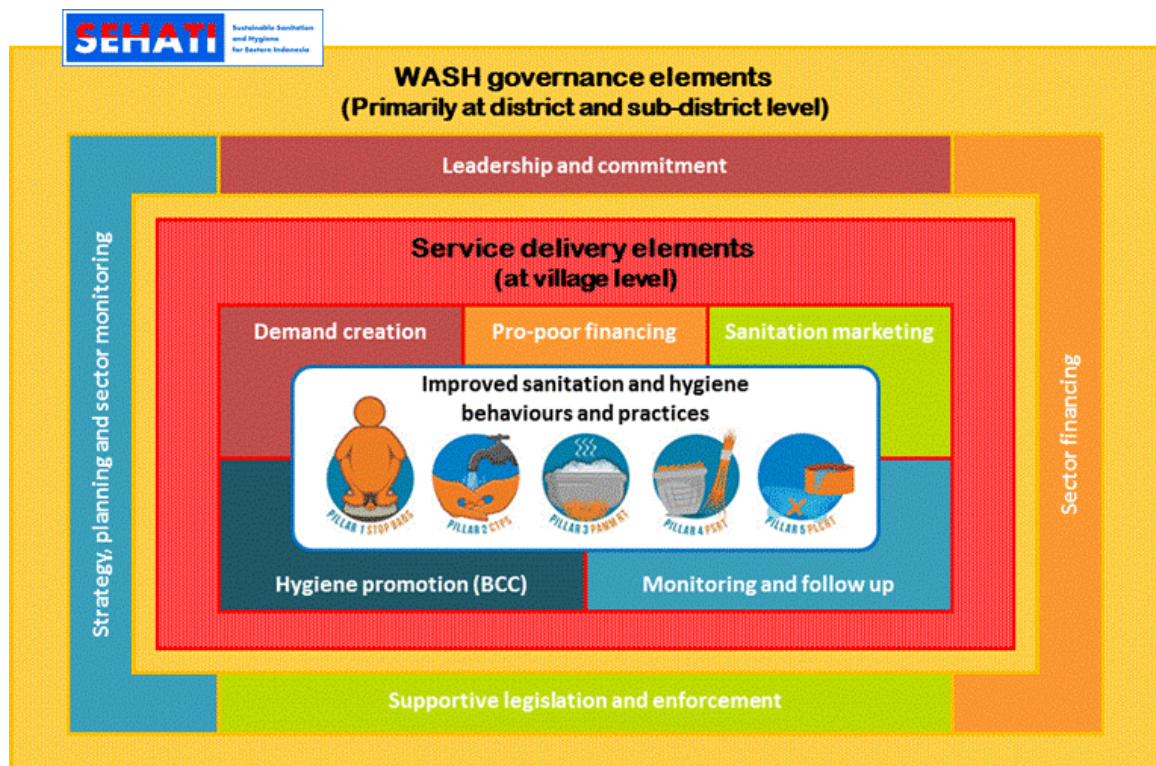 SEHATI
Sustainable Sanitation
and Hygiene
for Eastern Indonesia
WASH governance elements
(Primarily at district and sub-district level)
Leadership and commitment
Strategy, planning and sector monitoring
Service delivery elements
(at village level)
Demand creation
Pro-poor financing
Sanitation marketing
Improved sanitation and hygiene
behaviours and practices
PILLAR 1 STOP BABS
PILLAR 2 CTPS
PILLAR 3 PAMM RT
PILLAR 4 PSRT
PILLAR 5 PLCRT
Hygiene promotion (BCC)
Monitoring and follow up
Sector financing
Supportive legislation and enforcement